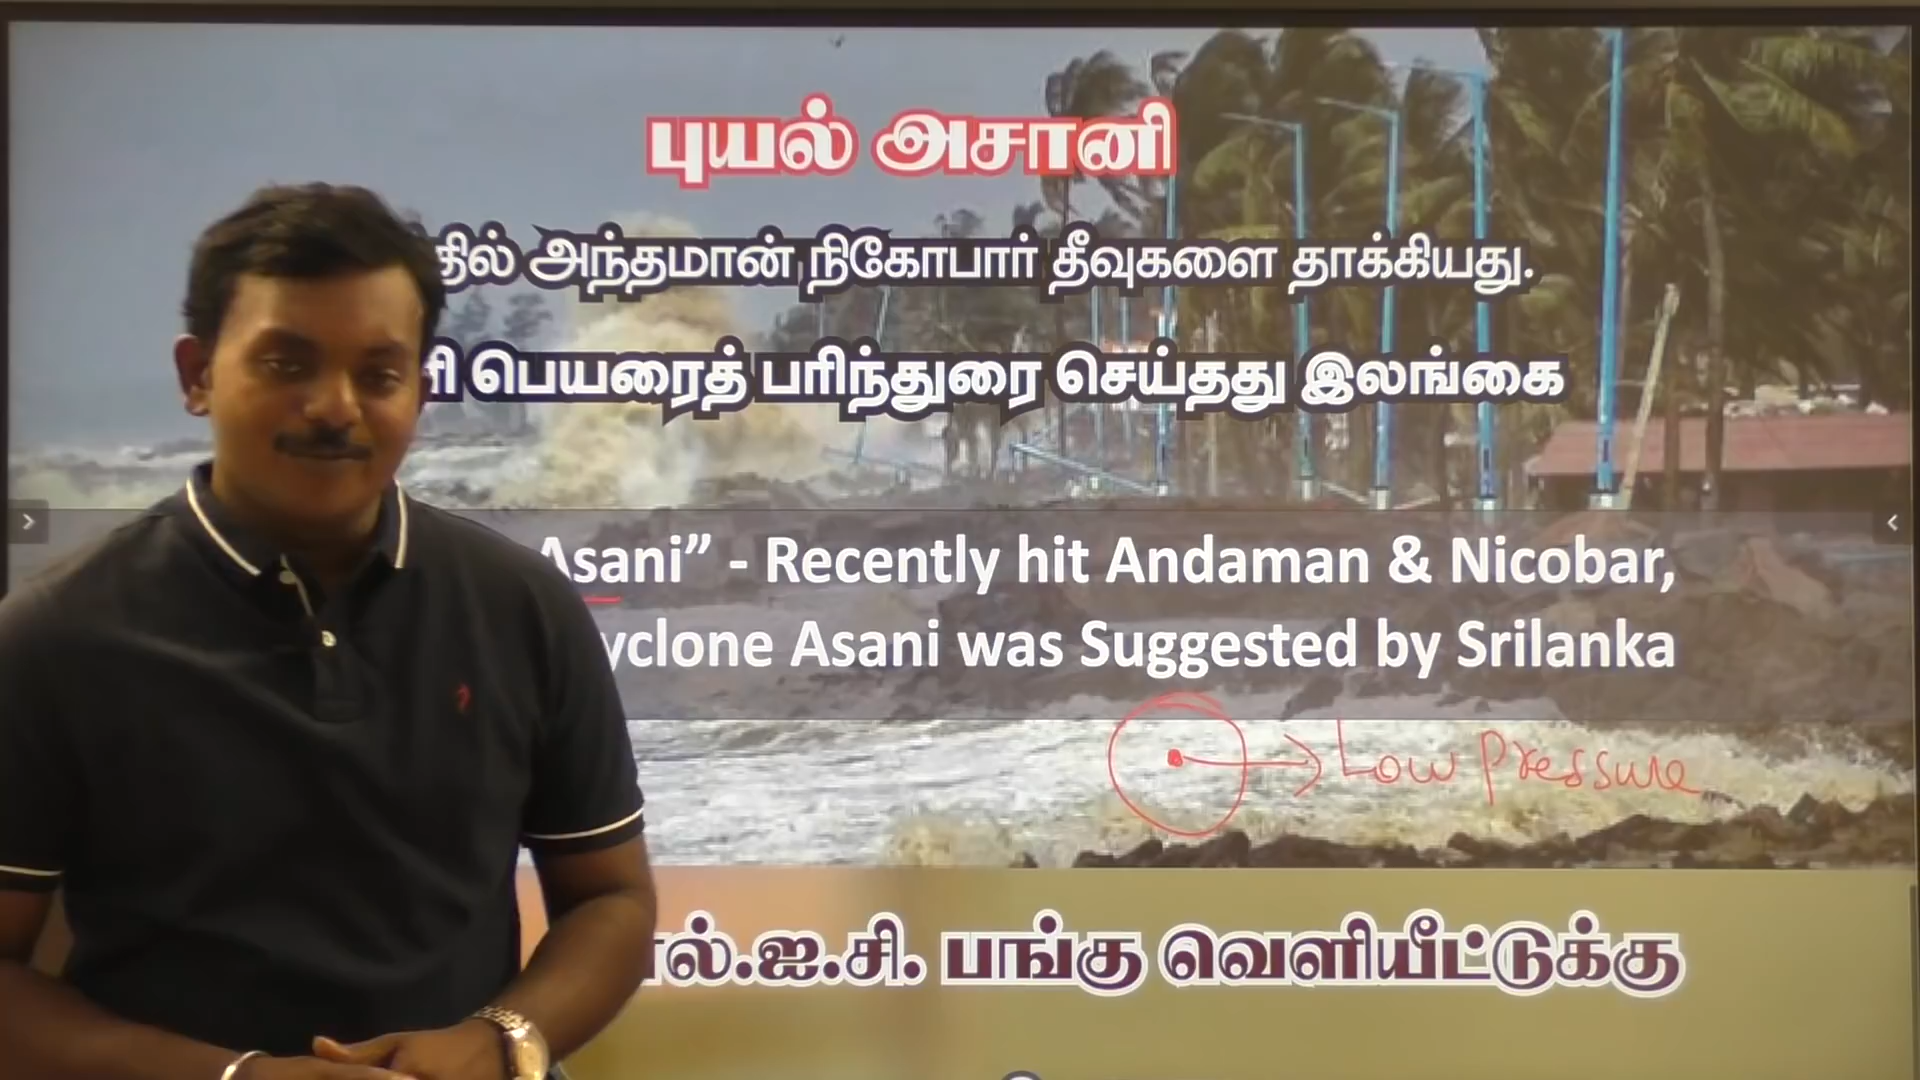 புயல் அசானி
அந்தமான் நிகோபார் தீவுகளை தாக்கியது.
பெயரைத் பரிந்துரை செய்தது இலங்கை
Asani” - Recently hit Andaman & Nicobar,
yclone Asani was Suggested by Srilanka
Low pressure
ல்.ஐ.சி. பங்கு வெளியீட்டுக்கு